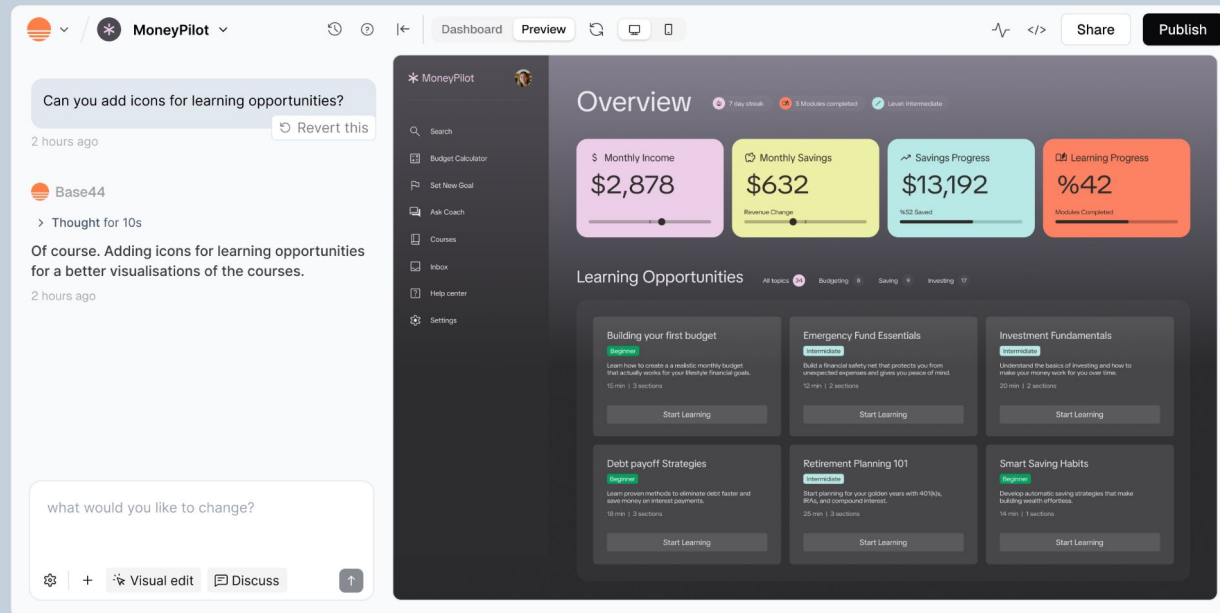 MoneyPilot
Dashboard
Preview
</>
Share
Publish
Can you add icons for learning opportunities?
Revert this
2 hours ago
Base44
Thought for 10s
Of course. Adding icons for learning opportunities
for a better visualisations of the courses.
2 hours ago
what would you like to change?
Visual edit
Discuss
MoneyPilot
Search
Budget Calculator
Set New Goal
Ask Coach
Courses
Inbox
Help center
Settings
Overview
7 day streak
3 Modules completed
Level: Intermediate
$ Monthly Income
$2,878
Monthly Savings
$632
Revenue Change
Savings Progress
$13,192
%52 Saved
Learning Progress
%42
Modules Completed
Learning Opportunities
All topics 34
Budgeting 8
Saving 9
Investing 17
Building your first budget
Beginner
Learn how to create a a realistic monthly budget
that actually works for your lifestyle financial goals.
15 min | 3 sections
Start Learning
Emergency Fund Essentials
Intermidiate
Build a financial safety net that protects you from
unexpected expenses and gives you peace of mind.
12 min | 2 sections
Start Learning
Investment Fundamentals
Intermidiate
Understand the basics of investing and how to
make your money work for you over time.
20 min | 2 sections
Start Learning
Debt payoff Strategies
Beginner
Learn proven methods to eliminate debt faster and
save money on interest payments.
18 min | 3 sections
Start Learning
Retirement Planning 101
Intermidiate
Start planning for your golden years with 401(k)s,
IRAs, and compound interest.
25 min | 3 sections
Start Learning
Smart Saving Habits
Beginner
Develop automatic saving strategies that make
building wealth effortless.
14 min | 1 sections
Start Learning